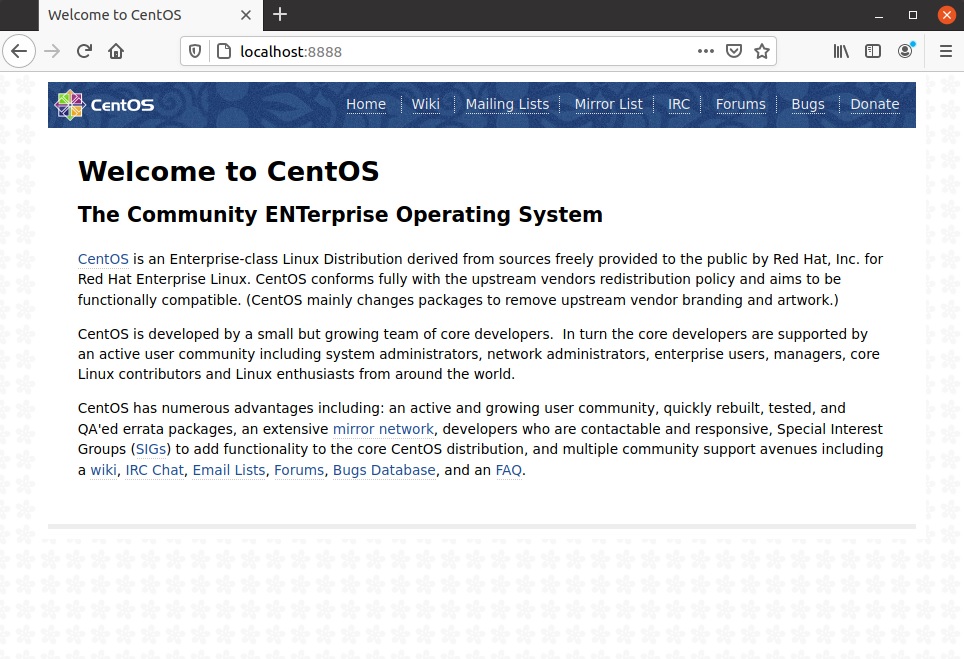 Welcome to CentOS
localhost:8888
CentOS
Home Wiki Mailing Lists Mirror List IRC Forums Bugs Donate
Welcome to CentOS
The Community ENTerprise Operating System
CentOS is an Enterprise-class Linux Distribution derived from sources freely provided to the public by Red Hat, Inc. for
Red Hat Enterprise Linux. CentOS conforms fully with the upstream vendors redistribution policy and aims to be
functionally compatible. (CentOS mainly changes packages to remove upstream vendor branding and artwork.)
CentOS is developed by a small but growing team of core developers.  In turn the core developers are supported by
an active user community including system administrators, network administrators, enterprise users, managers, core
Linux contributors and Linux enthusiasts from around the world.
CentOS has numerous advantages including: an active and growing user community, quickly rebuilt, tested, and
QA'ed errata packages, an extensive mirror network, developers who are contactable and responsive, Special Interest
Groups (SIGs) to add functionality to the core CentOS distribution, and multiple community support avenues including
a wiki, IRC Chat, Email Lists, Forums, Bugs Database, and an FAQ.